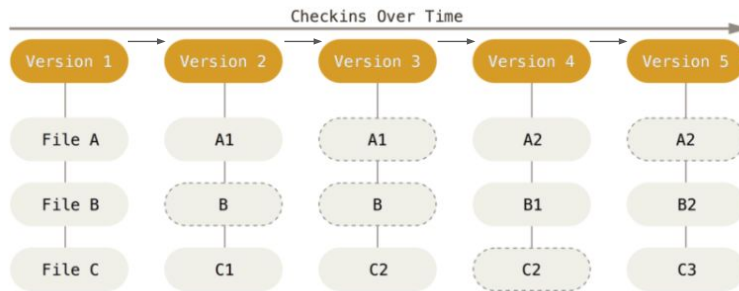 Checkins Over Time
Version 1 Version 2 Version 3 Version 4 Version 5
File A A1 A1 A2 A2
File B B B B1 B2
File C C1 C2 C2 C3